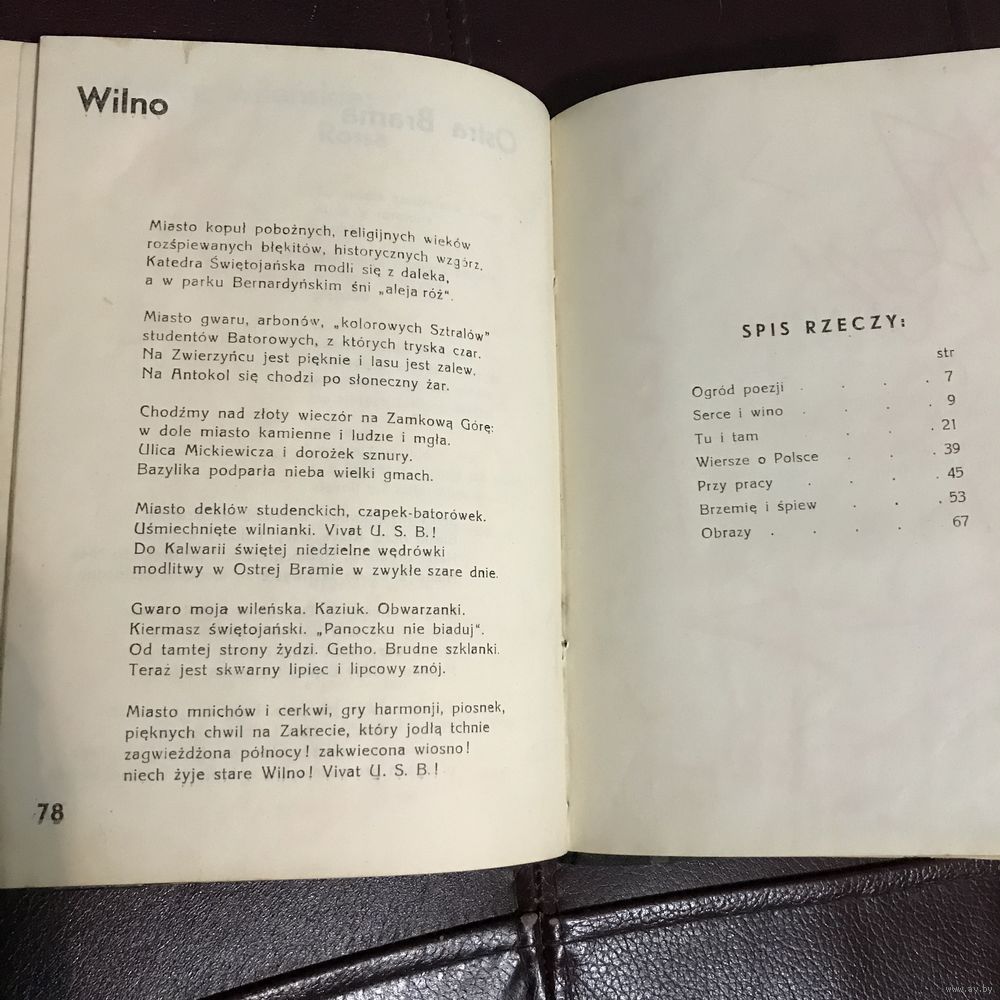 Wilno
Miasto kopuł pobożnych, religijnych wieków
rozśpiewanych błękitów, historycznych wzgórz,
Katedra Świętojańska modli się z daleka,
a w parku Bernardyńskim śni „aleja róż".
Miasto gwaru, arbonów, „kolorowych Sztralów"
studentów Batorowych, z których tryska czar.
Na Zwierzyńcu jest pięknie i lasu jest zalew.
Na Antokol się chodzi po słoneczny żar.
Chodźmy nad złoty wieczór na Zamkową Górę:
w dole miasto kamienne i ludzie i mgła.
Ulica Mickiewicza i dorożek sznury.
Bazylika podparła nieba wielki gmach.
Miasto dekłów studenckich, czapek-batorówek.
Uśmiechnięte wilnianki. Vivat U. S. B.!
Do Kalwarii świętej niedzielne wędrówki
modlitwy w Ostrej Bramie w zwykłe szare dnie.
Gwaro moja wileńska. Kaziuk. Obwarzanki.
Kiermasz świętojański. „Panoczku nie biaduj".
Od tamtej strony żydzi. Getho. Brudne szklanki.
Teraż jest skwarny lipiec i lipcowy znój.
Miasto mnichów i cerkwi, gry harmonji, piosnek,
pięknych chwil na Zakrecie, który jodłą tchnie
zagwieżdżona północy! zakwiecona wiosno!
niech żyje stare Wilno! Vivat U. S. B.!
78
SPIS RZECZY:
str
Ogród poezji . . . . 7
Serce i wino . . . . 9
Tu i tam . . . 21
Wiersze o Polsce . . . 39
Przy pracy . . . . 45
Brzemię i śpiew . . . 53
Obrazy . . . . 67
www.ay.by